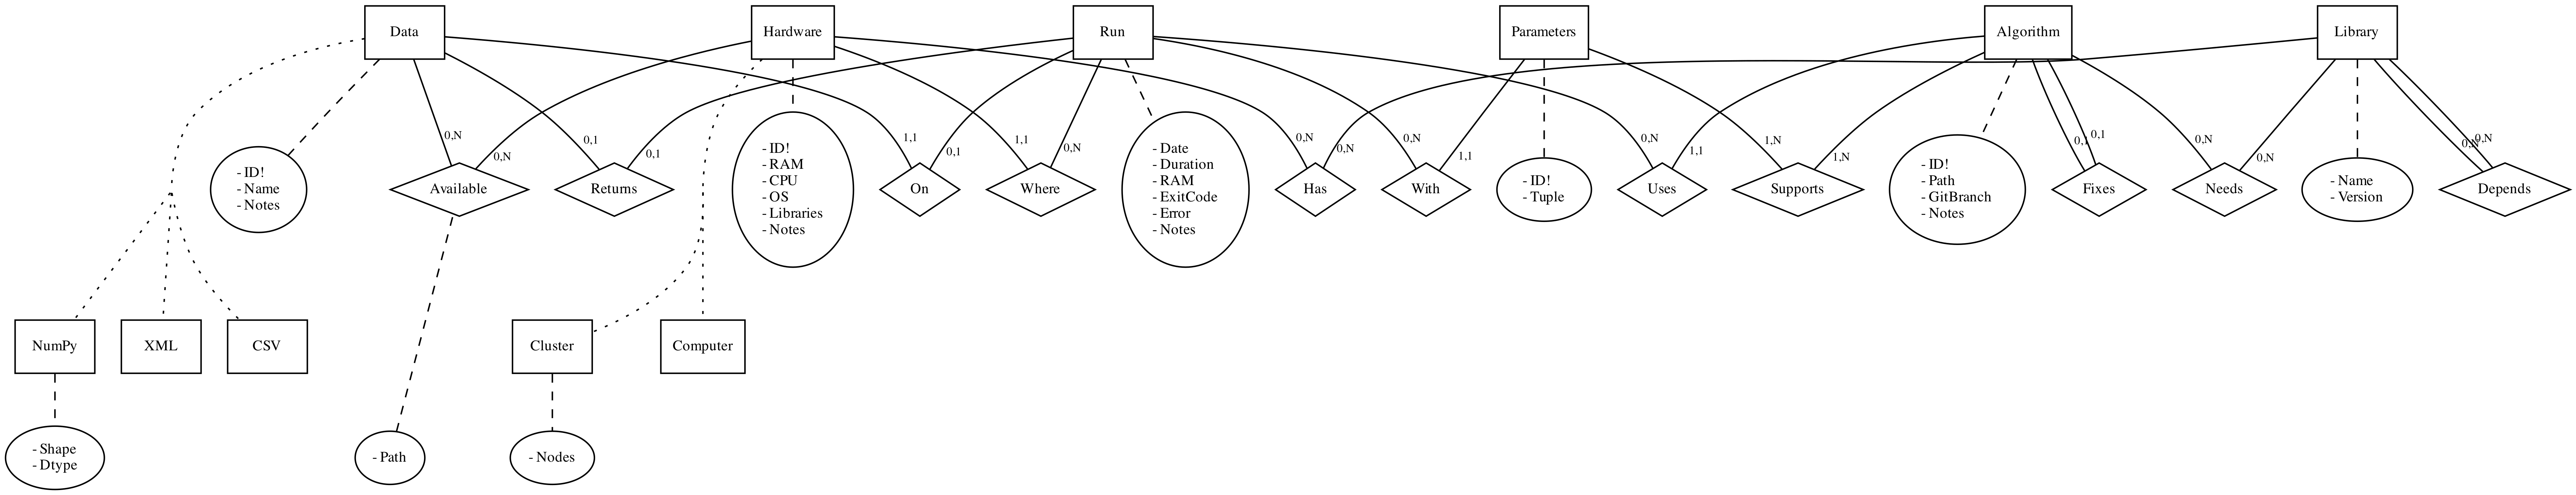 Data
Hardware
Run
Parameters
Algorithm
Library
0,N
0,N
0,1
0,1
1,1
0,1
1,1
0,N
0,N
0,N
0,N
1,1
0,N
1,1
1,N
1,N
0,1
0,1
0,N
0,N
0,N
0,N
- ID!
- Name
- Notes
Available
Returns
- ID!
- RAM
- CPU
- OS
- Libraries
- Notes
On
Where
- Date
- Duration
- RAM
- ExitCode
- Error
- Notes
Has
With
- ID!
- Tuple
Uses
Supports
- ID!
- Path
- GitBranch
- Notes
Fixes
Needs
- Name
- Version
Depends
NumPy
XML
CSV
Cluster
Computer
- Shape
- Dtype
- Path
- Nodes